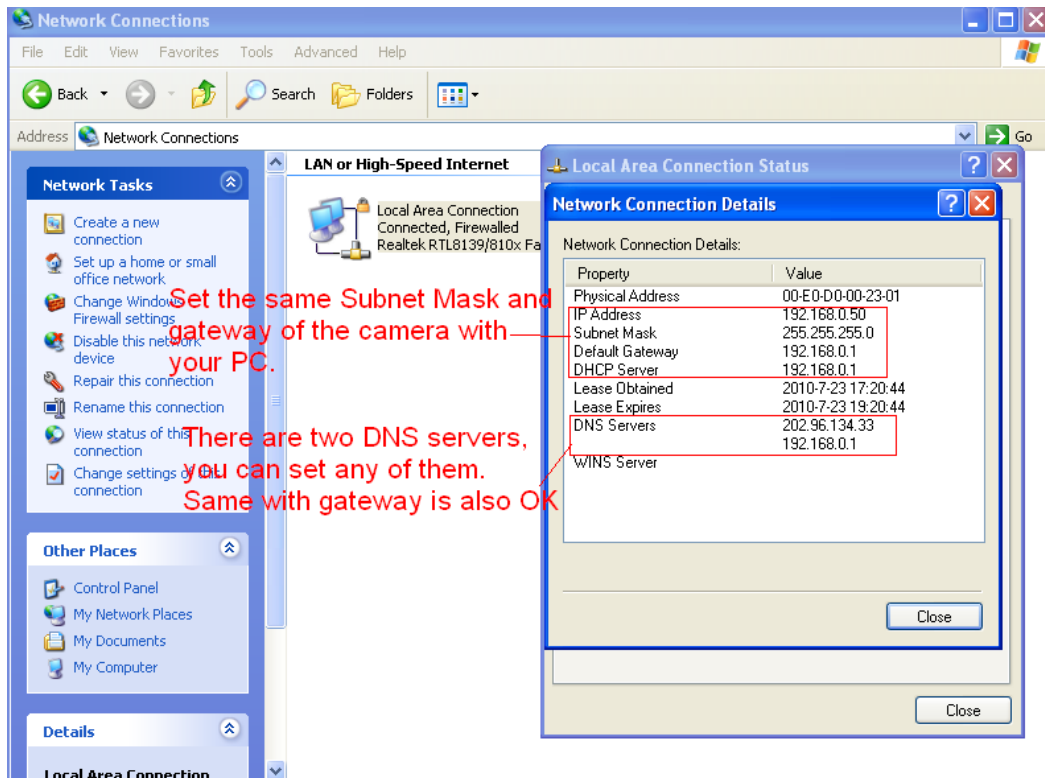 Network Connections
File Edit View Favorites Tools Advanced Help
Back Search Folders
Address Network Connections Go
Network Tasks
Create a new
connection
Set up a home or small
office network
Change Windows
Firewall settings
Disable this network
device
Repair this connection
Rename this connection
View status of this
connection
Change settings of this
connection
Other Places
Control Panel
My Network Places
My Documents
My Computer
Details
Local Area Connection
LAN or High-Speed Internet
Local Area Connection
Connected, Firewalled
Realtek RTL8139/810x Fa
Set the same Subnet Mask and
gateway of the camera with
your PC.
There are two DNS servers,
you can set any of them.
Same with gateway is also OK
Local Area Connection Status
Network Connection Details
Network Connection Details:
Property Value
Physical Address 00-E0-D0-00-23-01
IP Address 192.168.0.50
Subnet Mask 255.255.255.0
Default Gateway 192.168.0.1
DHCP Server 192.168.0.1
Lease Obtained 2010-7-23 17:20:44
Lease Expires 2010-7-23 19:20:44
DNS Servers 202.96.134.33
192.168.0.1
WINS Server
Close
Close